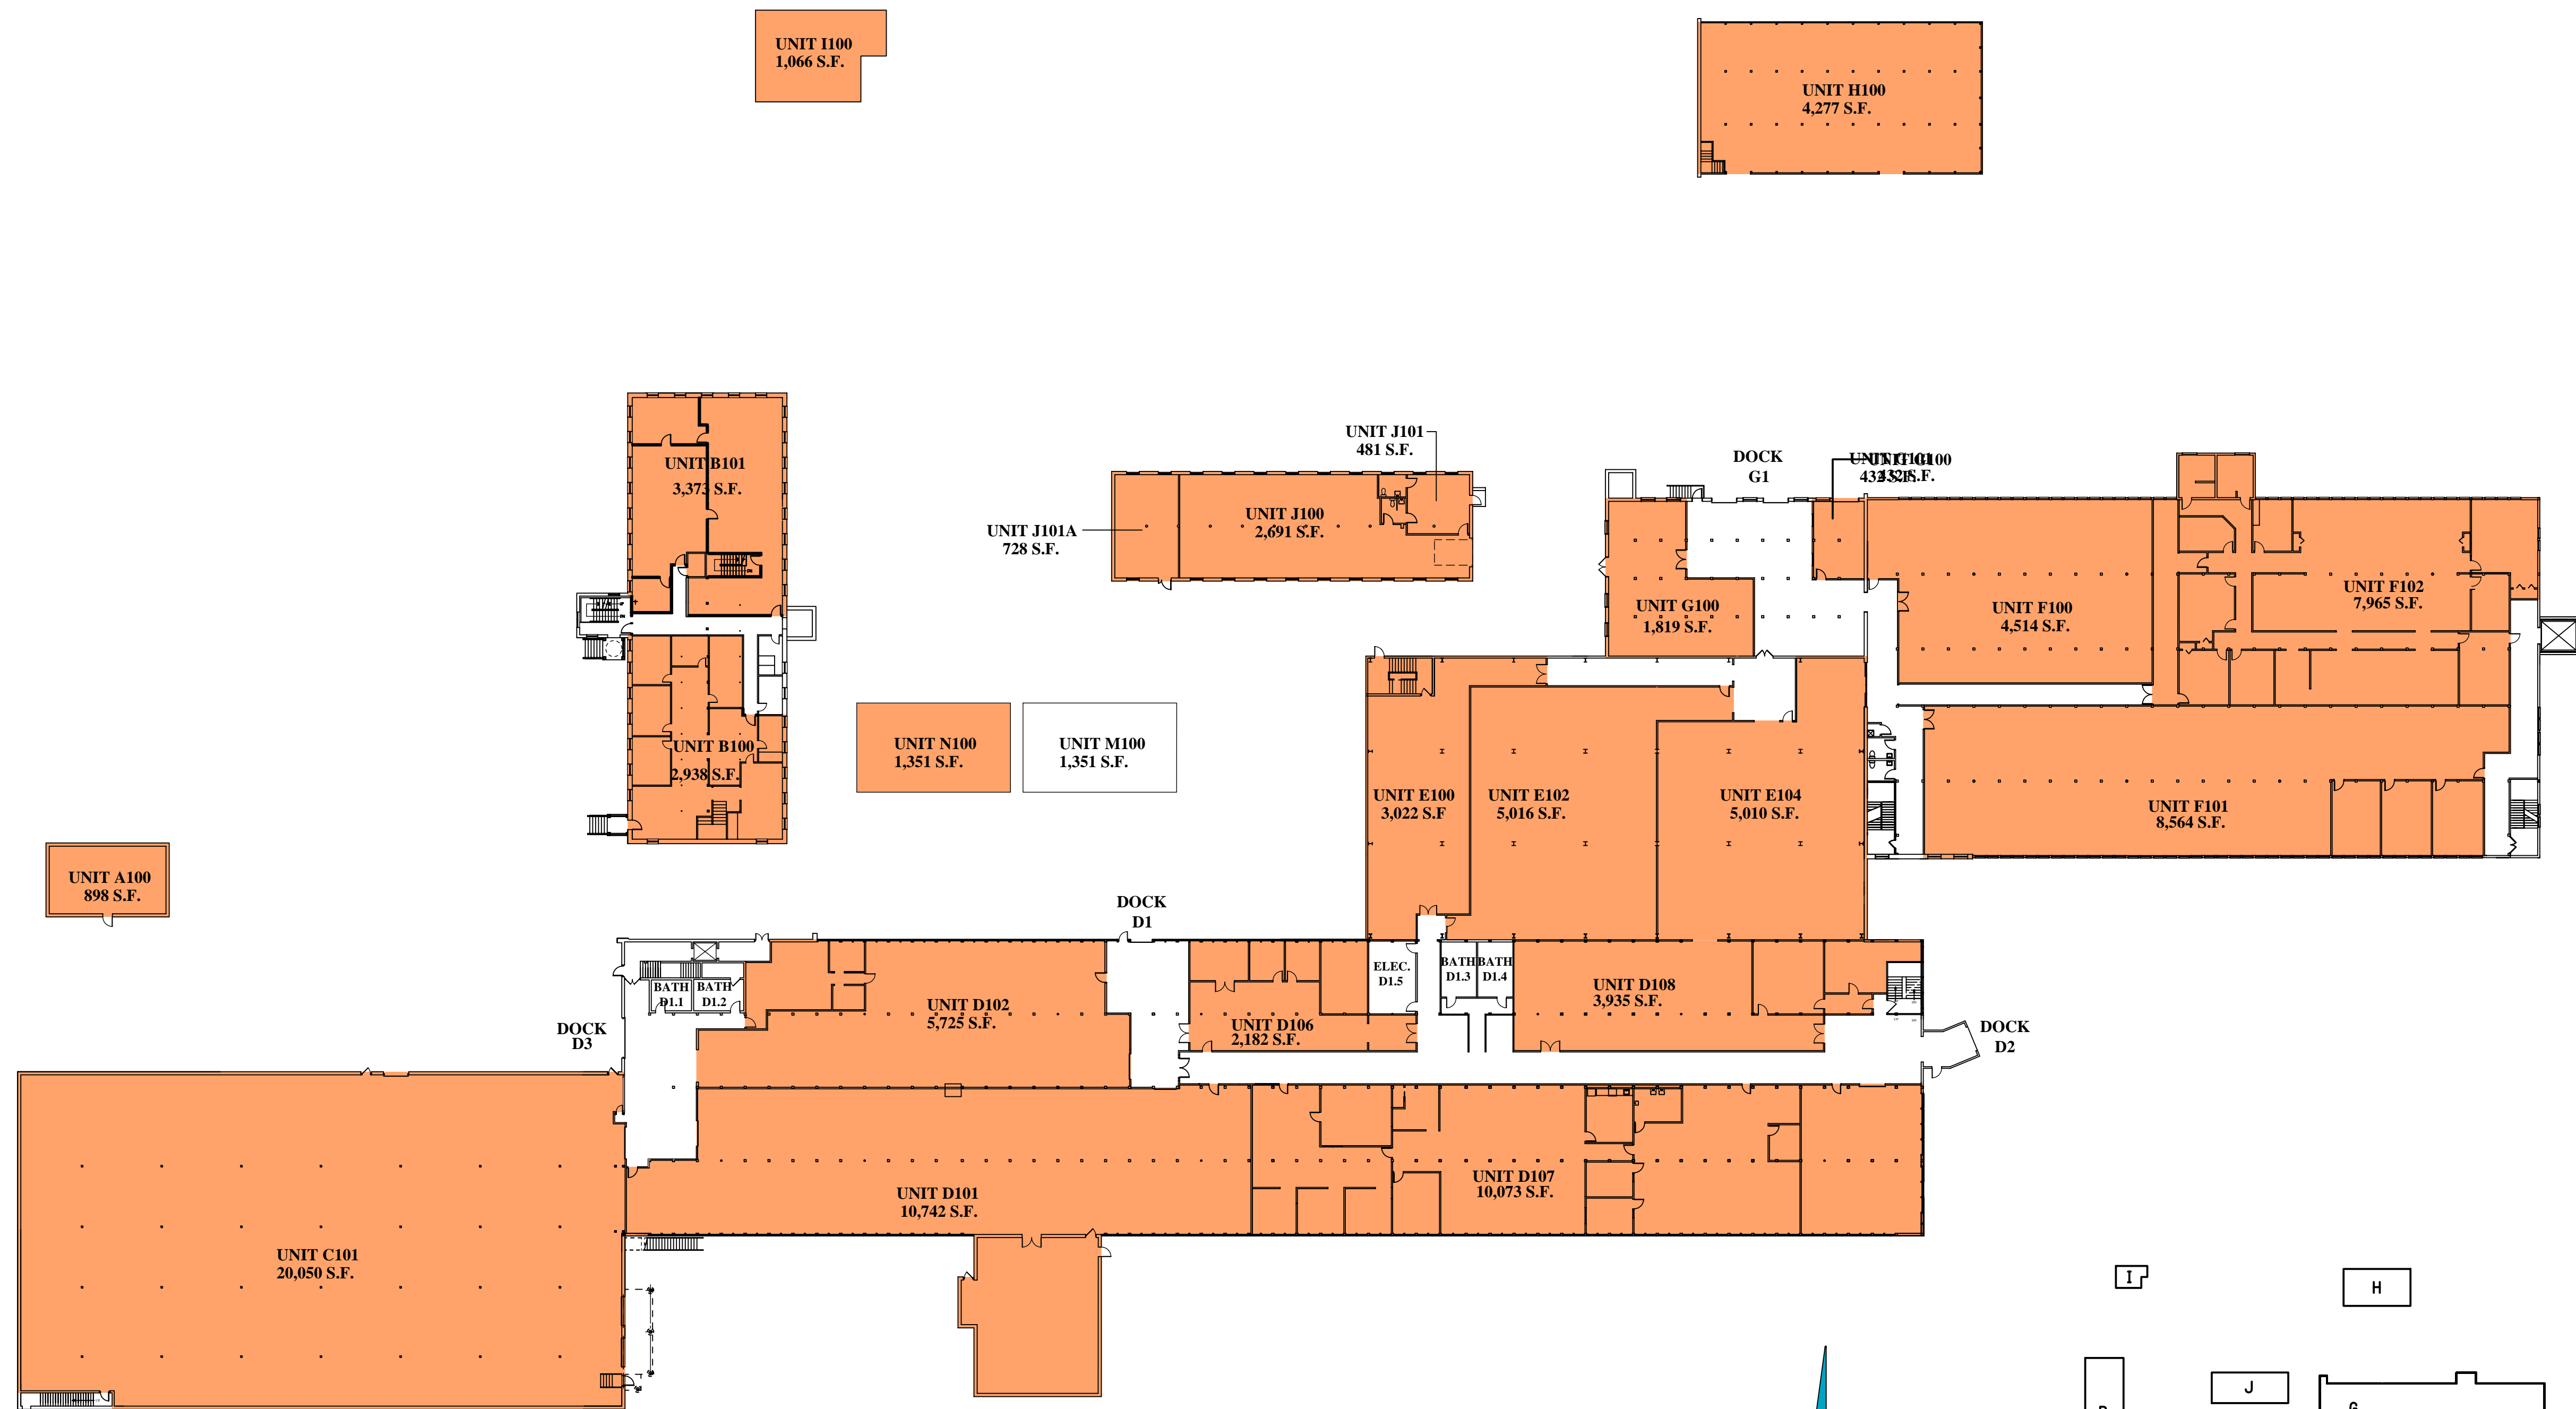 UNIT I100
1,066 S.F.
UNIT H100
4,277 S.F.
UNIT B101
3,373 S.F.
UNIT J101
481 S.F.
UNIT J100
2,691 S.F.
UNIT J101A
728 S.F.
DOCK
G1
UNIT G100
432 S.F.
UNIT G100
1,819 S.F.
UNIT F100
4,514 S.F.
UNIT F102
7,965 S.F.
UNIT N100
1,351 S.F.
UNIT M100
1,351 S.F.
UNIT B100
2,938 S.F.
UNIT E100
3,022 S.F
UNIT E102
5,016 S.F.
UNIT E104
5,010 S.F.
UNIT F101
8,564 S.F.
UNIT A100
898 S.F.
DOCK
D1
BATH
D1.1
BATH
D1.2
UNIT D102
5,725 S.F.
ELEC.
D1.5
BATH
D1.3
BATH
D1.4
UNIT D106
2,182 S.F.
UNIT D108
3,935 S.F.
DOCK
D3
DOCK
D2
UNIT D101
10,742 S.F.
UNIT D107
10,073 S.F.
UNIT C101
20,050 S.F.
I
H
J